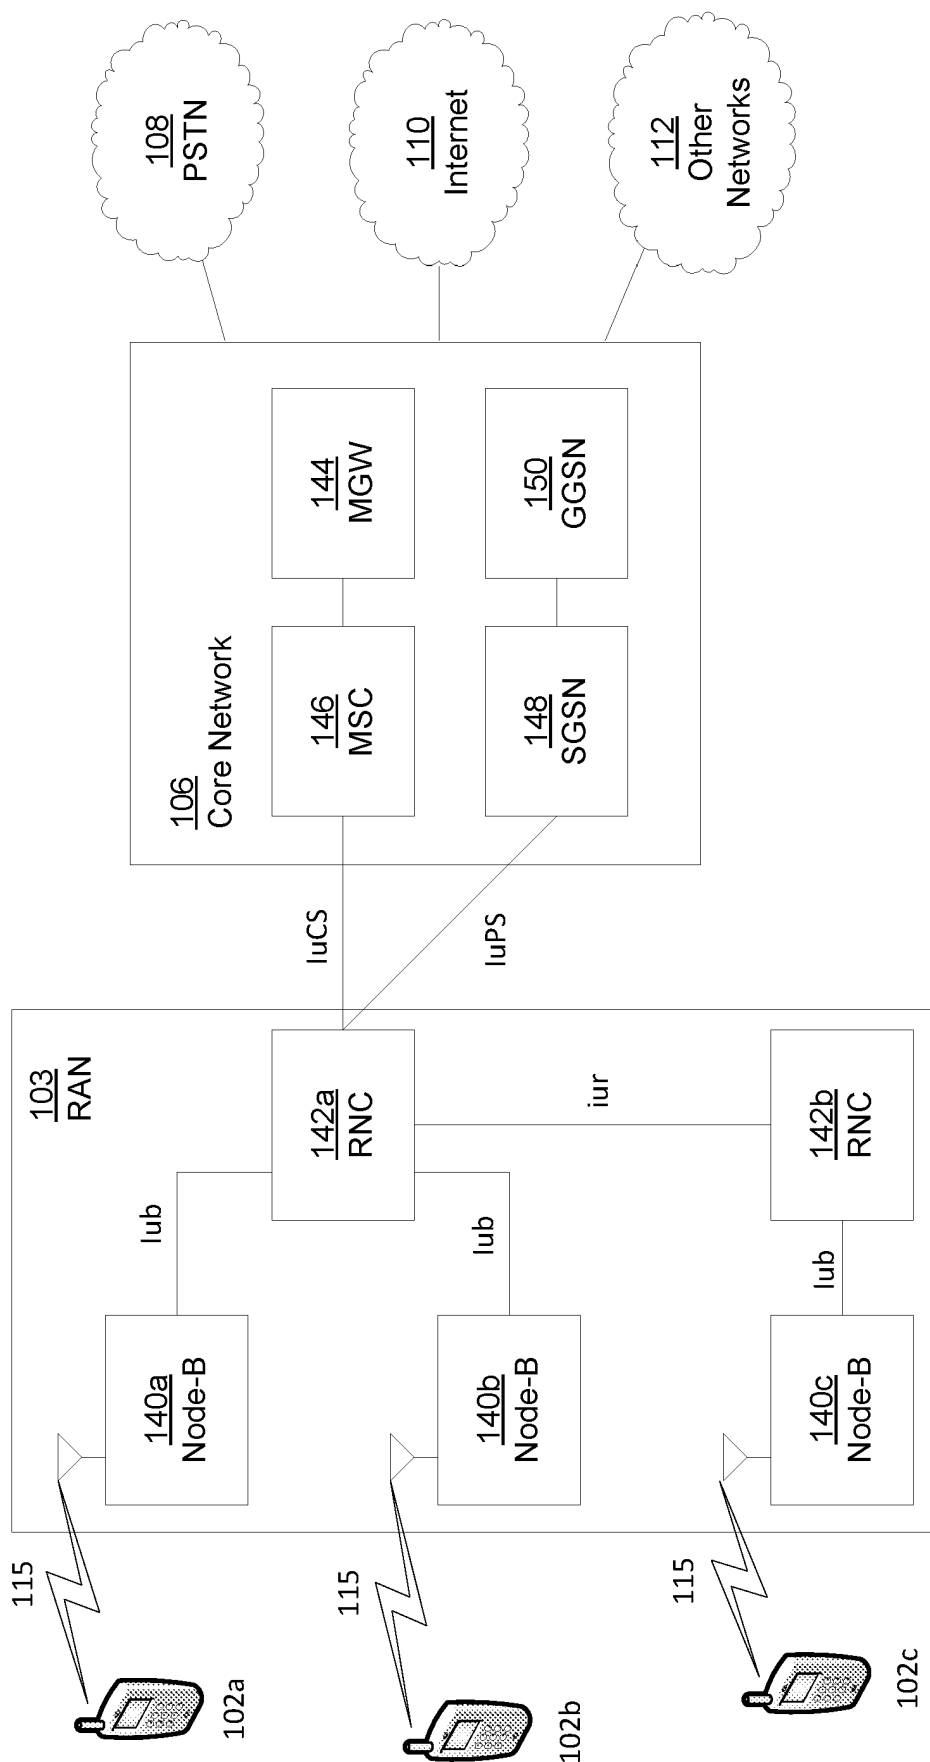 102a
115
103
RAN
140a
Node-B
Iub
142a
RNC
102b
115
140b
Node-B
Iub
iur
102c
115
140c
Node-B
Iub
142b
RNC
IuCS
IuPS
106
Core Network
146
MSC
144
MGW
148
SGSN
150
GGSN
108
PSTN
110
Internet
112
Other
Networks